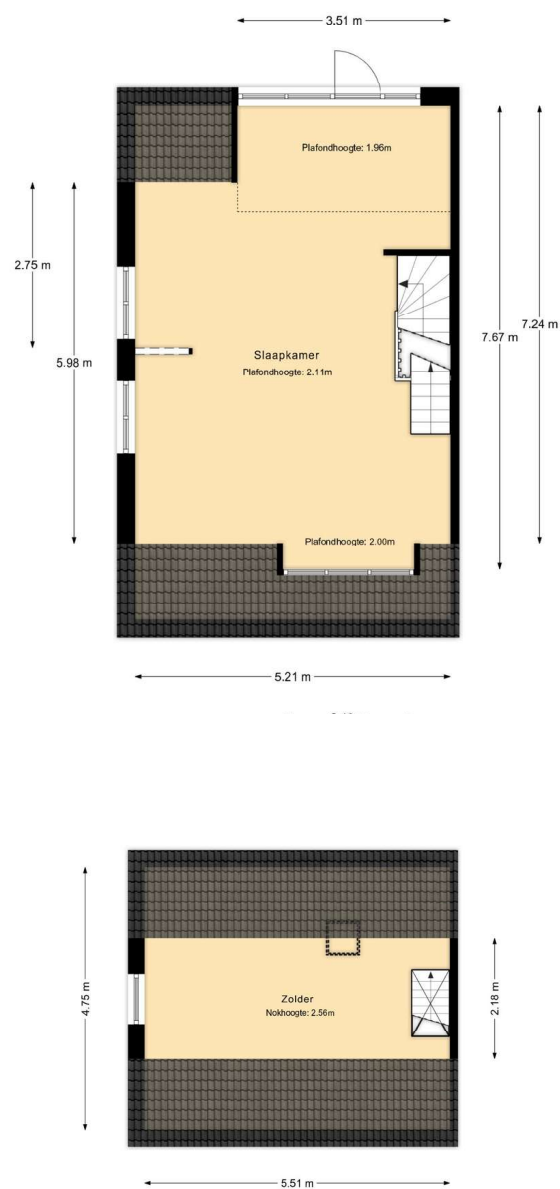 3.51 m
Plafondhoogte: 1.96m
2.75 m
5.98 m
7.67 m
7.24 m
Slaapkamer
Plafondhoogte: 2.11m
Plafondhoogte: 2.00m
5.21 m
4.75 m
Zolder
Nokhoogte: 2.56m
2.18 m
5.51 m